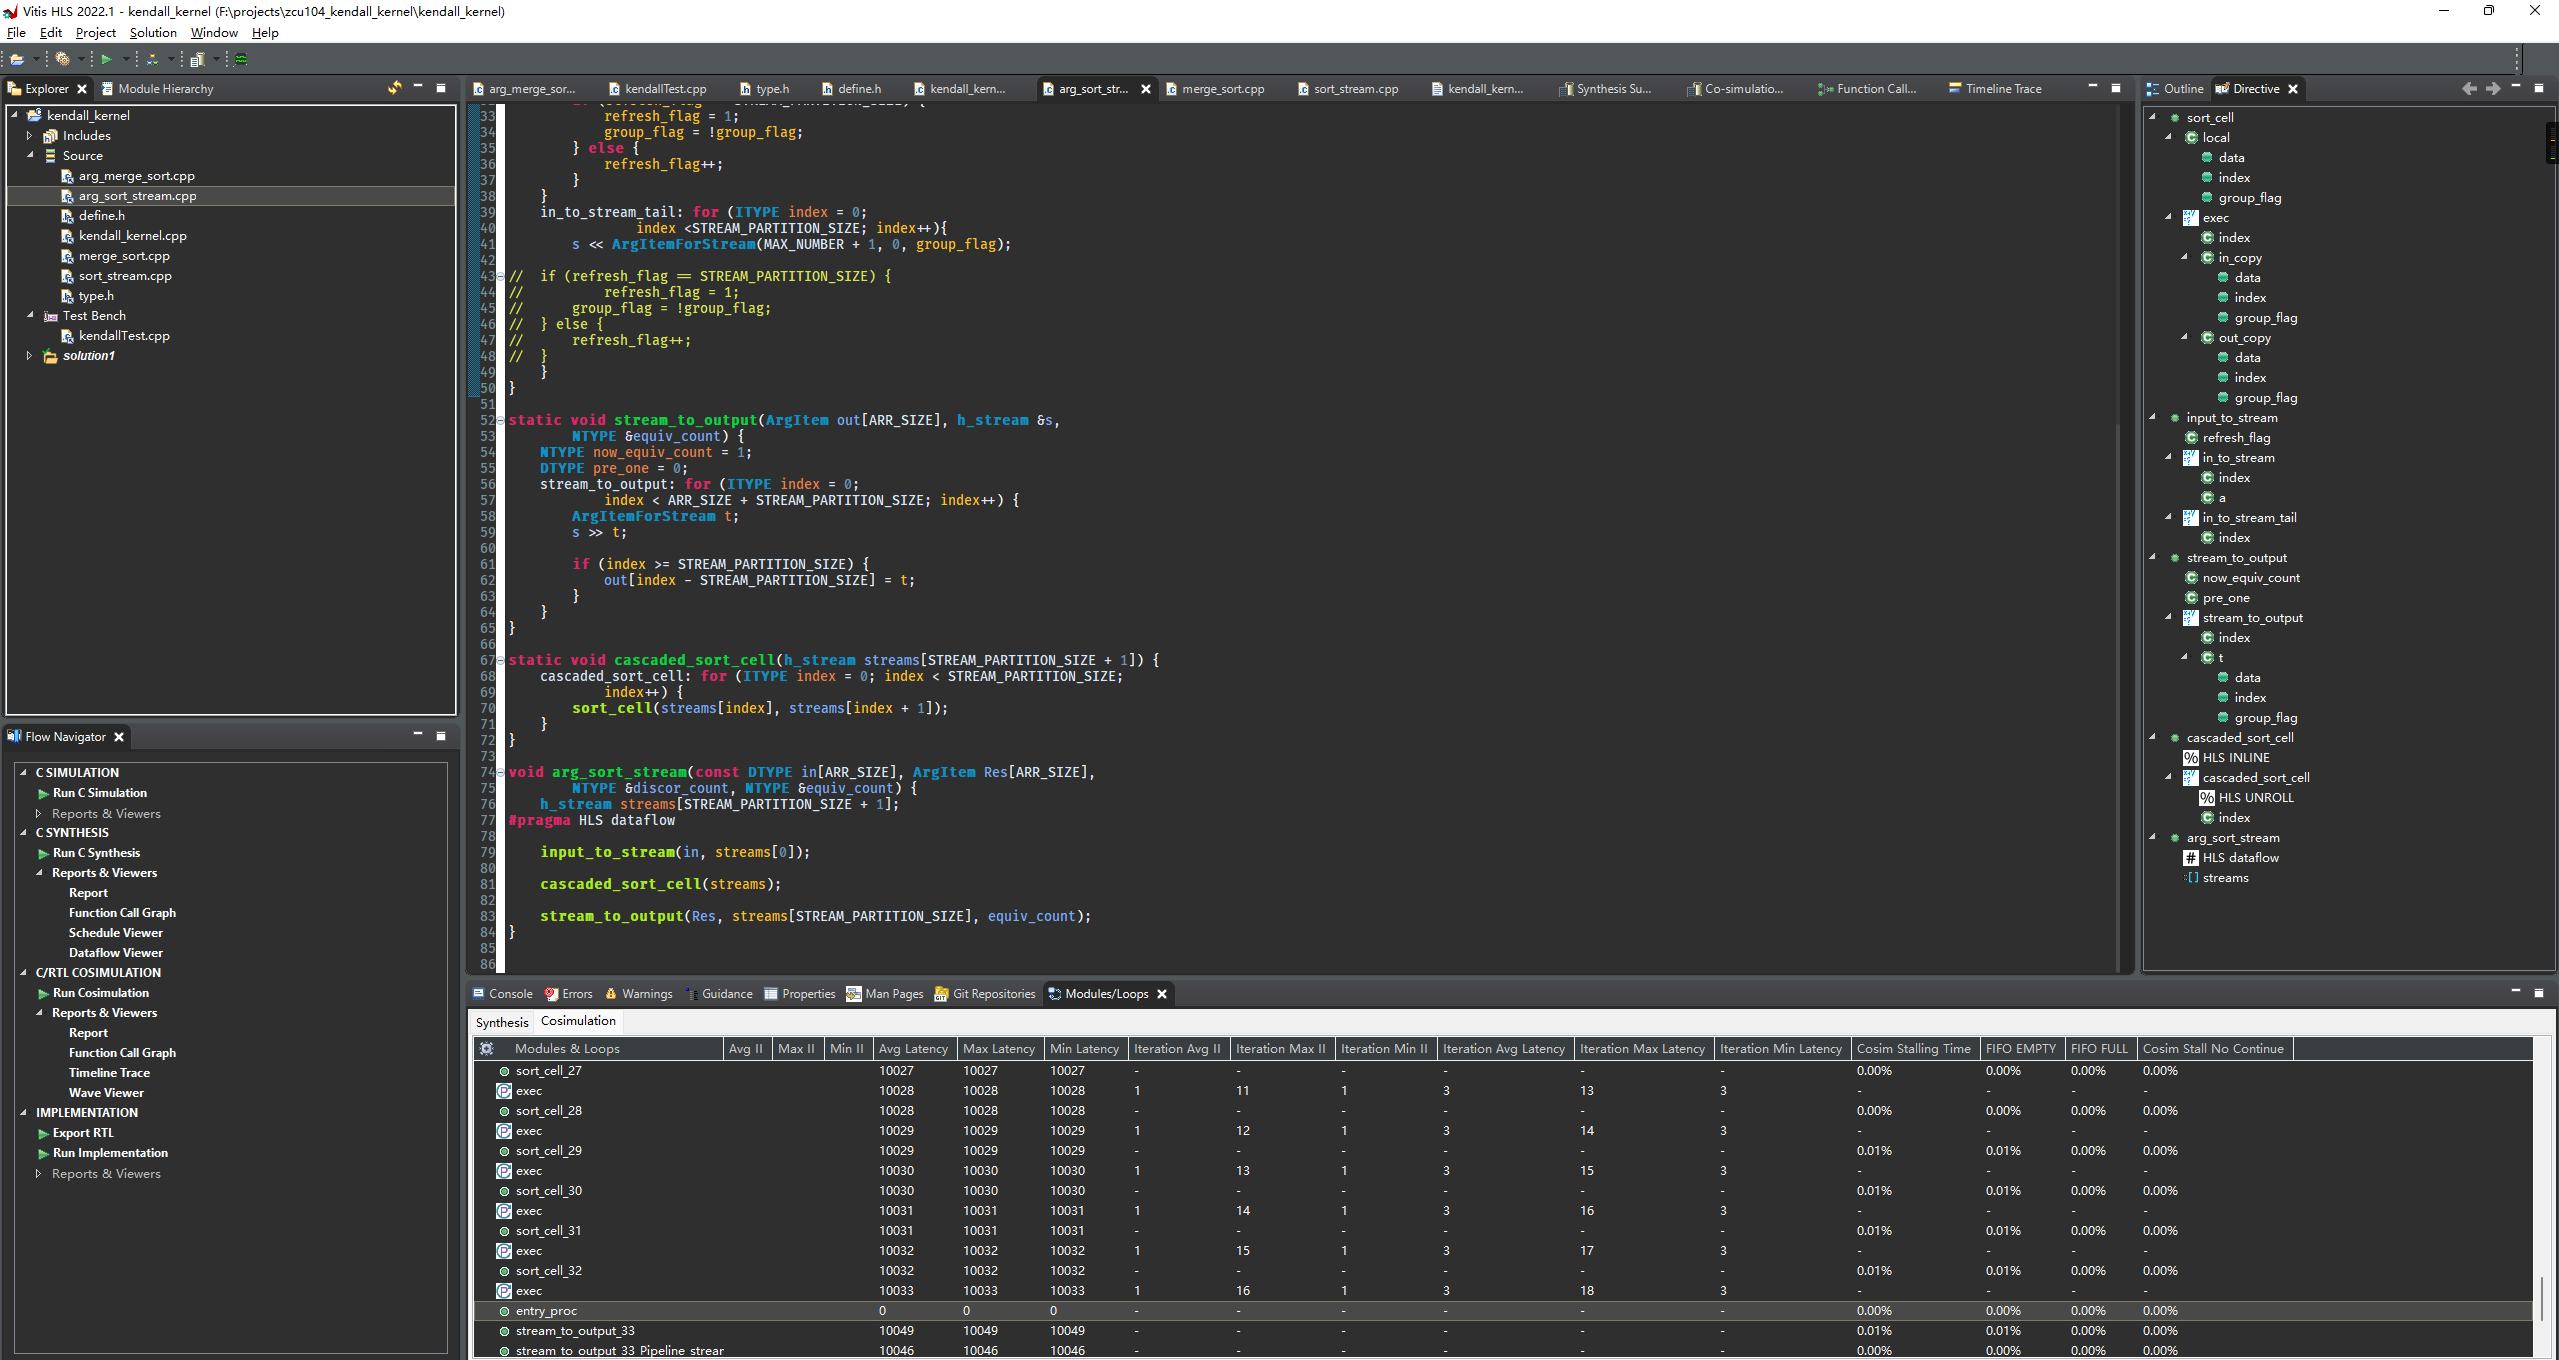 Vitis HLS 2022.1 - kendall_kernel (F:\projects\zcu104_kendall_kernel\kendall_kernel)
File Edit Project Solution Window Help
Explorer Module Hierarchy
kendall_kernel
Includes
Source
arg_merge_sort.cpp
arg_sort_stream.cpp
define.h
kendall_kernel.cpp
merge_sort.cpp
sort_stream.cpp
type.h
Test Bench
kendallTest.cpp
solution1
Flow Navigator
C SIMULATION
Run C Simulation
Reports & Viewers
C SYNTHESIS
Run C Synthesis
Reports & Viewers
Report
Function Call Graph
Schedule Viewer
Dataflow Viewer
C/RTL COSIMULATION
Run Cosimulation
Reports & Viewers
Report
Function Call Graph
Timeline Trace
Wave Viewer
IMPLEMENTATION
Export RTL
Run Implementation
Reports & Viewers
arg_merge_sor... kendallTest.cpp type.h define.h kendall_kern... arg_sort_str... merge_sort.cpp sort_stream.cpp kendall_kern... Synthesis Su... Co-simulatio... Function Call... Timeline Trace
33 refresh_flag = 1;
34 group_flag = !group_flag;
35 } else {
36 refresh_flag++;
37 }
38 }
39 in_to_stream_tail: for (ITYPE index = 0;
40 index <STREAM_PARTITION_SIZE; index++){
41 s << ArgItemForStream(MAX_NUMBER + 1, 0, group_flag);
42
43 // if (refresh_flag == STREAM_PARTITION_SIZE) {
44 // refresh_flag = 1;
45 // group_flag = !group_flag;
46 // } else {
47 // refresh_flag++;
48 // }
49 }
50 }
51
52 static void stream_to_output(ArgItem out[ARR_SIZE], h_stream &s,
53 NTYPE &equiv_count) {
54 NTYPE now_equiv_count = 1;
55 DTYPE pre_one = 0;
56 stream_to_output: for (ITYPE index = 0;
57 index < ARR_SIZE + STREAM_PARTITION_SIZE; index++) {
58 ArgItemForStream t;
59 s >> t;
60
61 if (index >= STREAM_PARTITION_SIZE) {
62 out[index - STREAM_PARTITION_SIZE] = t;
63 }
64 }
65 }
66
67 static void cascaded_sort_cell(h_stream streams[STREAM_PARTITION_SIZE + 1]) {
68 cascaded_sort_cell: for (ITYPE index = 0; index < STREAM_PARTITION_SIZE;
69 index++) {
70 sort_cell(streams[index], streams[index + 1]);
71 }
72 }
73
74 void arg_sort_stream(const DTYPE in[ARR_SIZE], ArgItem Res[ARR_SIZE],
75 NTYPE &discor_count, NTYPE &equiv_count) {
76 h_stream streams[STREAM_PARTITION_SIZE + 1];
77 #pragma HLS dataflow
78
79 input_to_stream(in, streams[0]);
80
81 cascaded_sort_cell(streams);
82
83 stream_to_output(Res, streams[STREAM_PARTITION_SIZE], equiv_count);
84 }
85
86
Outline Directive
sort_cell
local
data
index
group_flag
exec
index
in_copy
data
index
group_flag
out_copy
data
index
group_flag
input_to_stream
refresh_flag
in_to_stream
index
a
in_to_stream_tail
index
stream_to_output
now_equiv_count
pre_one
stream_to_output
index
t
data
index
group_flag
cascaded_sort_cell
% HLS INLINE
cascaded_sort_cell
% HLS UNROLL
index
arg_sort_stream
# HLS dataflow
streams
Console Errors Warnings Guidance Properties Man Pages Git Repositories Modules/Loops
Synthesis Cosimulation
Modules & Loops Avg II Max II Min II Avg Latency Max Latency Min Latency Iteration Avg II Iteration Max II Iteration Min II Iteration Avg Latency Iteration Max Latency Iteration Min Latency Cosim Stalling Time FIFO EMPTY FIFO FULL Cosim Stall No Continue
sort_cell_27 10027 10027 10027 - - - - - - 0.00% 0.00% 0.00% 0.00%
exec 10028 10028 10028 1 11 1 3 13 3 - - - -
sort_cell_28 10028 10028 10028 - - - - - - 0.00% 0.00% 0.00% 0.00%
exec 10029 10029 10029 1 12 1 3 14 3 - - - -
sort_cell_29 10029 10029 10029 - - - - - - 0.01% 0.01% 0.00% 0.00%
exec 10030 10030 10030 1 13 1 3 15 3 - - - -
sort_cell_30 10030 10030 10030 - - - - - - 0.01% 0.01% 0.00% 0.00%
exec 10031 10031 10031 1 14 1 3 16 3 - - - -
sort_cell_31 10031 10031 10031 - - - - - - 0.01% 0.01% 0.00% 0.00%
exec 10032 10032 10032 1 15 1 3 17 3 - - - -
sort_cell_32 10032 10032 10032 - - - - - - 0.01% 0.01% 0.00% 0.00%
exec 10033 10033 10033 1 16 1 3 18 3 - - - -
entry_proc 0 0 0 - - - - - - 0.00% 0.00% 0.00% 0.00%
stream_to_output_33 10049 10049 10049 - - - - - - 0.01% 0.01% 0.00% 0.00%
stream_to_output_33_Pipeline_strear 10046 10046 10046 - - - - - - 0.00% 0.00% 0.00% 0.00%